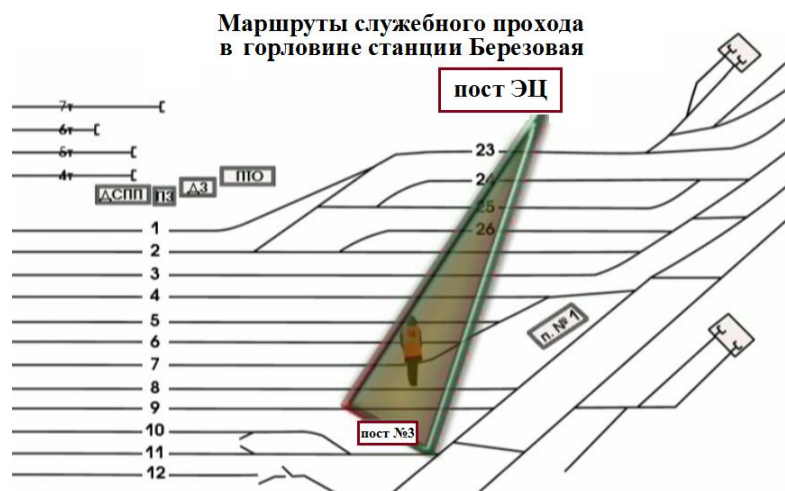 Маршруты служебного прохода
в горловине станции Березовая
пост ЭЦ
7т
6т
5т
4т
ДСПП
ПЗ
ДЗ
ПТО
23
24
25
26
1
2
3
4
5
6
7
8
9
10
11
12
п. № 1
пост №3